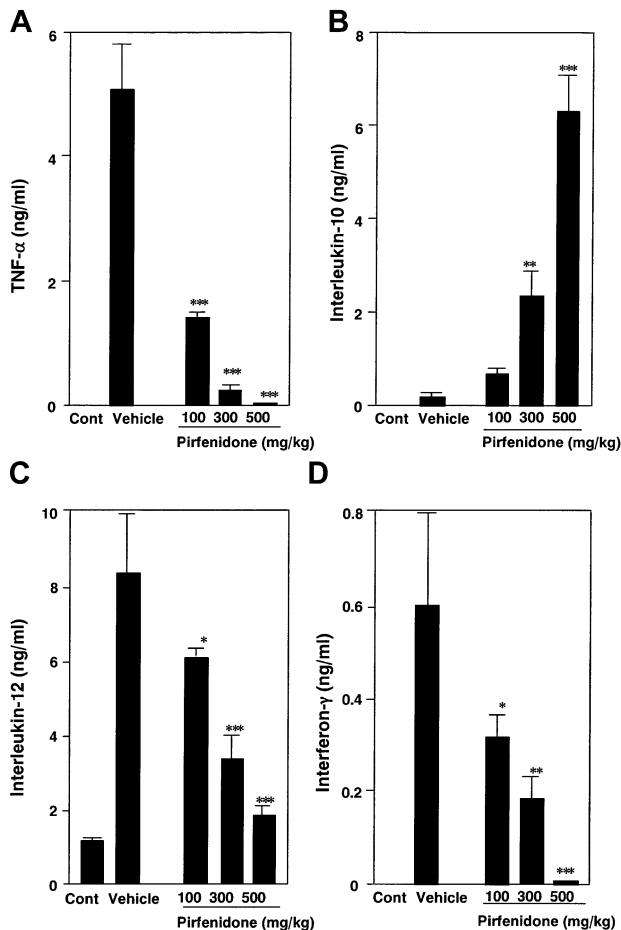 A
TNF-α (ng/ml)
6
4
2
0
***
***
***
Cont Vehicle 100 300 500
Pirfenidone (mg/kg)
B
Interleukin-10 (ng/ml)
8
6
4
2
0
**
***
Cont Vehicle 100 300 500
Pirfenidone (mg/kg)
C
Interleukin-12 (ng/ml)
10
8
6
4
2
0
*
***
***
Cont Vehicle 100 300 500
Pirfenidone (mg/kg)
D
Interferon-γ (ng/ml)
0.8
0.6
0.4
0.2
0
*
**
***
Cont Vehicle 100 300 500
Pirfenidone (mg/kg)